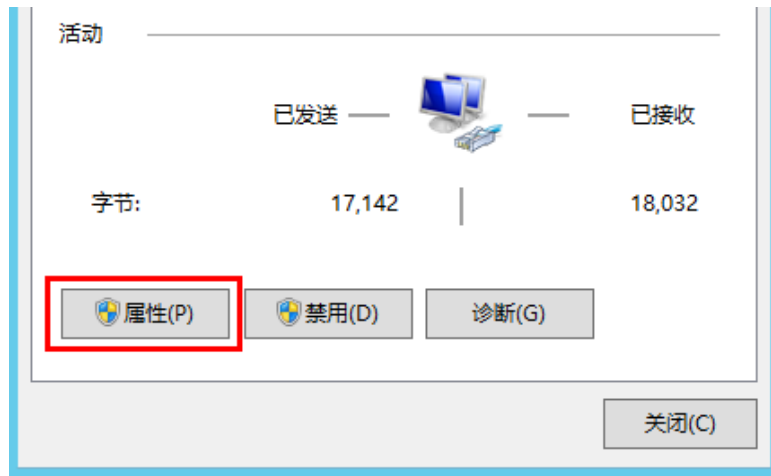 活动
已发送 已接收
字节: 17,142 18,032
属性(P) 禁用(D) 诊断(G)
关闭(C)